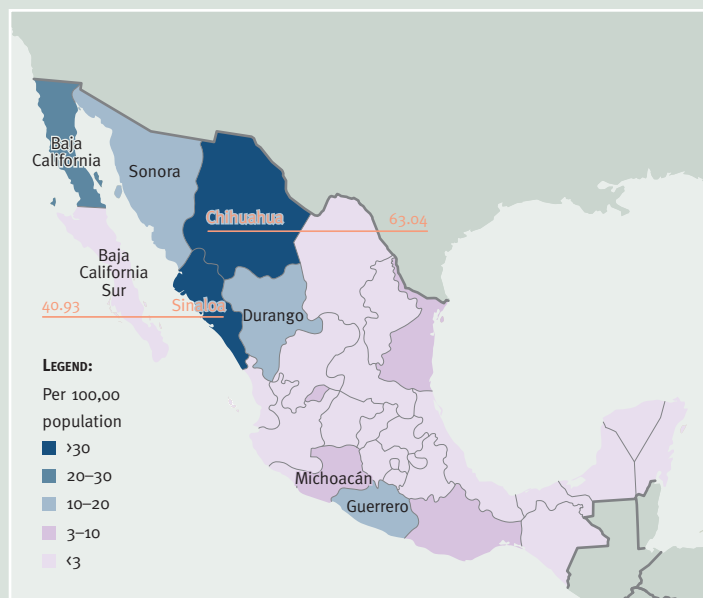 Baja
California
Sonora
Chihuahua
63.04
Baja
California
Sur
40.93
Sinaloa
Durango
LEGEND:
Per 100,00
population
>30
20–30
10–20
3–10
<3
Michoacán
Guerrero